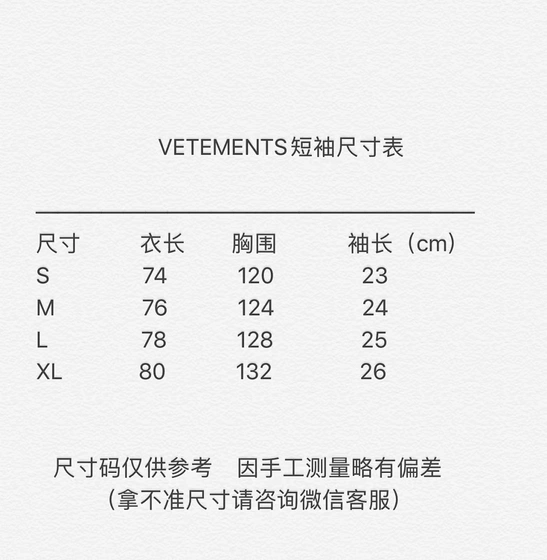 VETEMENTS短袖尺寸表
尺寸 衣长 胸围 袖长（cm）
S 74 120 23
M 76 124 24
L 78 128 25
XL 80 132 26
尺寸码仅供参考 因手工测量略有偏差
（拿不准尺寸请咨询微信客服）